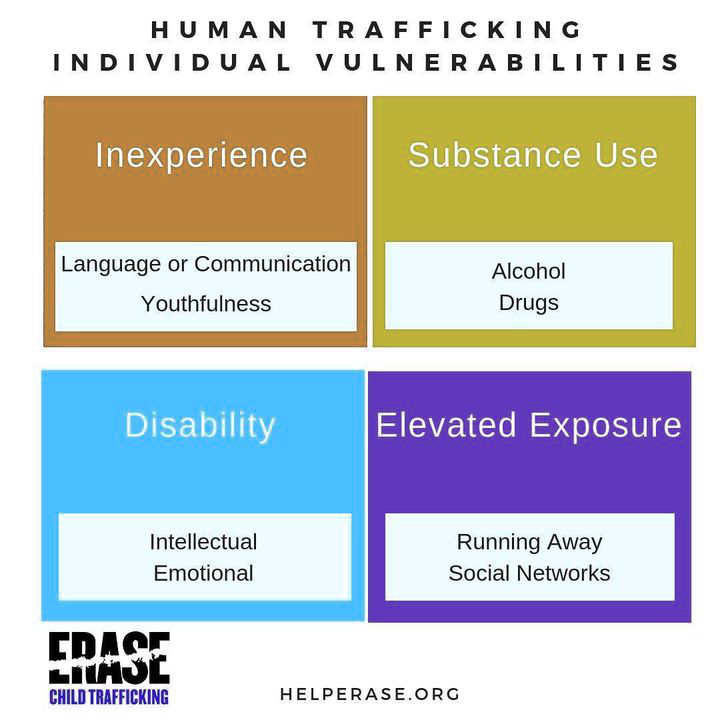 HUMAN TRAFFICKING
INDIVIDUAL VULNERABILITIES
Inexperience
Language or Communication
Youthfulness
Substance Use
Alcohol
Drugs
Disability
Intellectual
Emotional
Elevated Exposure
Running Away
Social Networks
ERASE
CHILD TRAFFICKING
HELPERASE.ORG